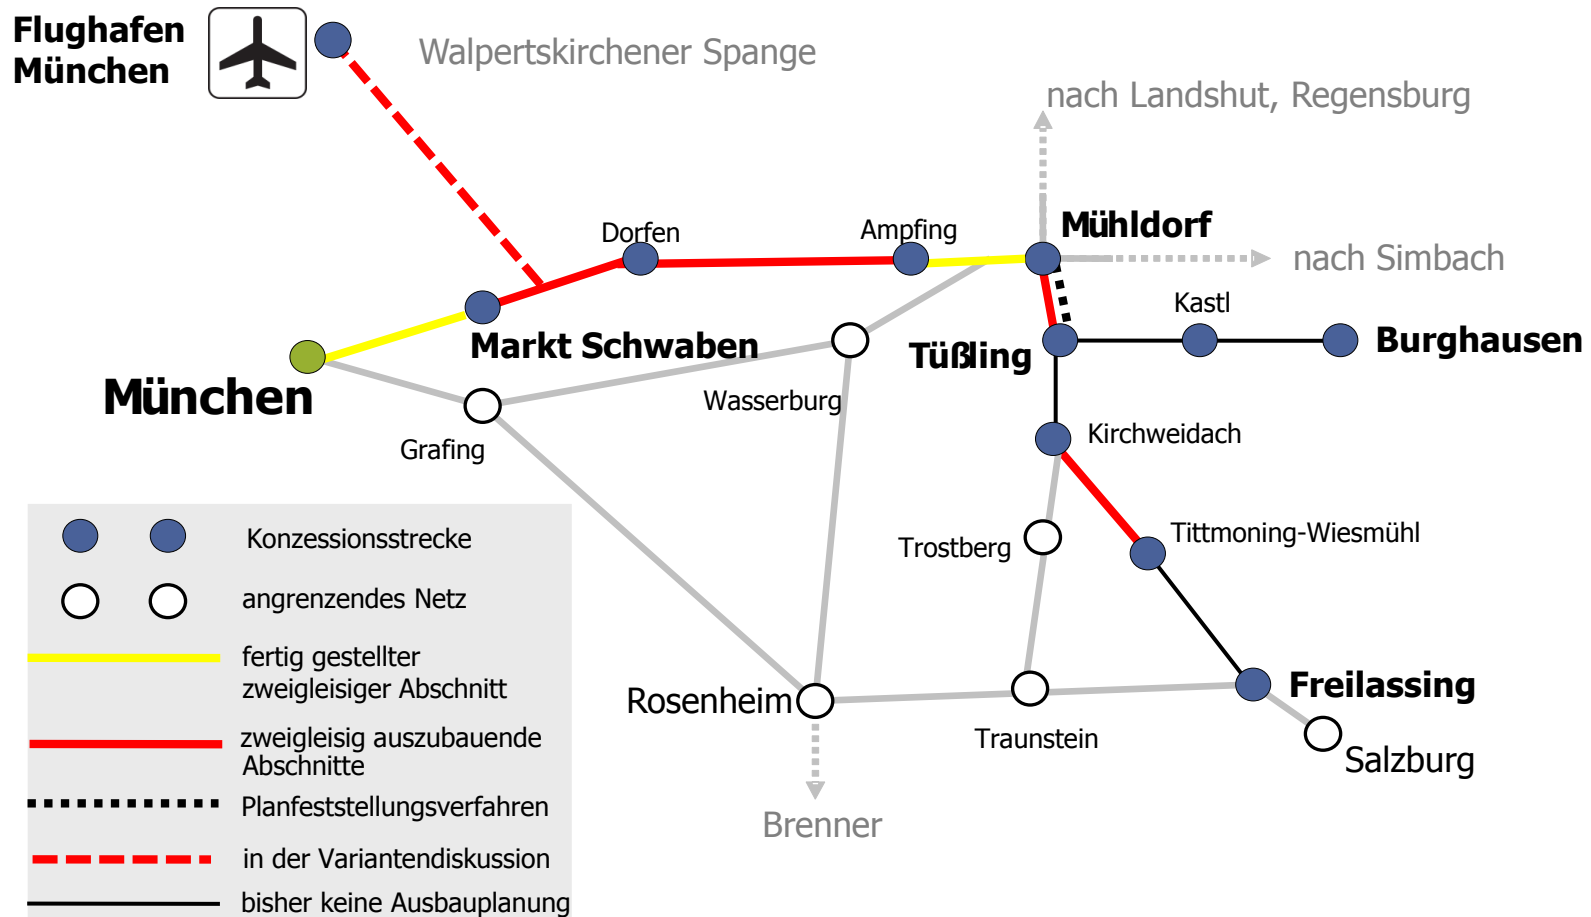 Flughafen
München
Walpertskirchener Spange
nach Landshut, Regensburg
Dorfen
Ampfing
Mühldorf
nach Simbach
Kastl
Markt Schwaben
Tüßling
Burghausen
München
Wasserburg
Grafing
Kirchweidach
Trostberg
Tittmoning-Wiesmühl
Rosenheim
Freilassing
Traunstein
Salzburg
Brenner
Konzessionsstrecke
angrenzendes Netz
fertig gestellter
zweigleisiger Abschnitt
zweigleisig auszubauende
Abschnitte
Planfeststellungsverfahren
in der Variantendiskussion
bisher keine Ausbauplanung